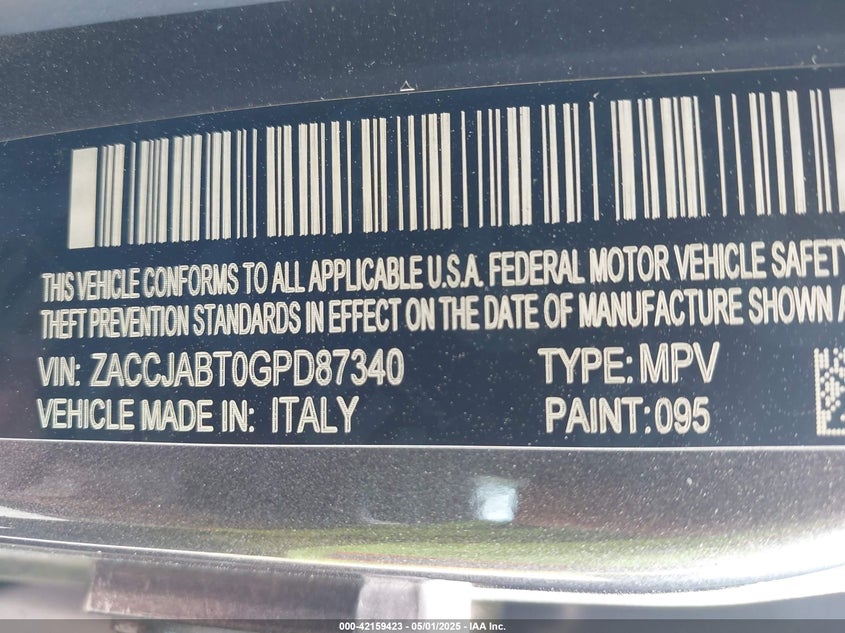 THIS VEHICLE CONFORMS TO ALL APPLICABLE U.S.A. FEDERAL MOTOR VEHICLE SAFETY
THEFT PREVENTION STANDARDS IN EFFECT ON THE DATE OF MANUFACTURE SHOWN
VIN: ZACCJABT0GPD87340 TYPE: MPV
VEHICLE MADE IN: ITALY PAINT: 095
000-42159423 - 05/01/2025 - IAA Inc.